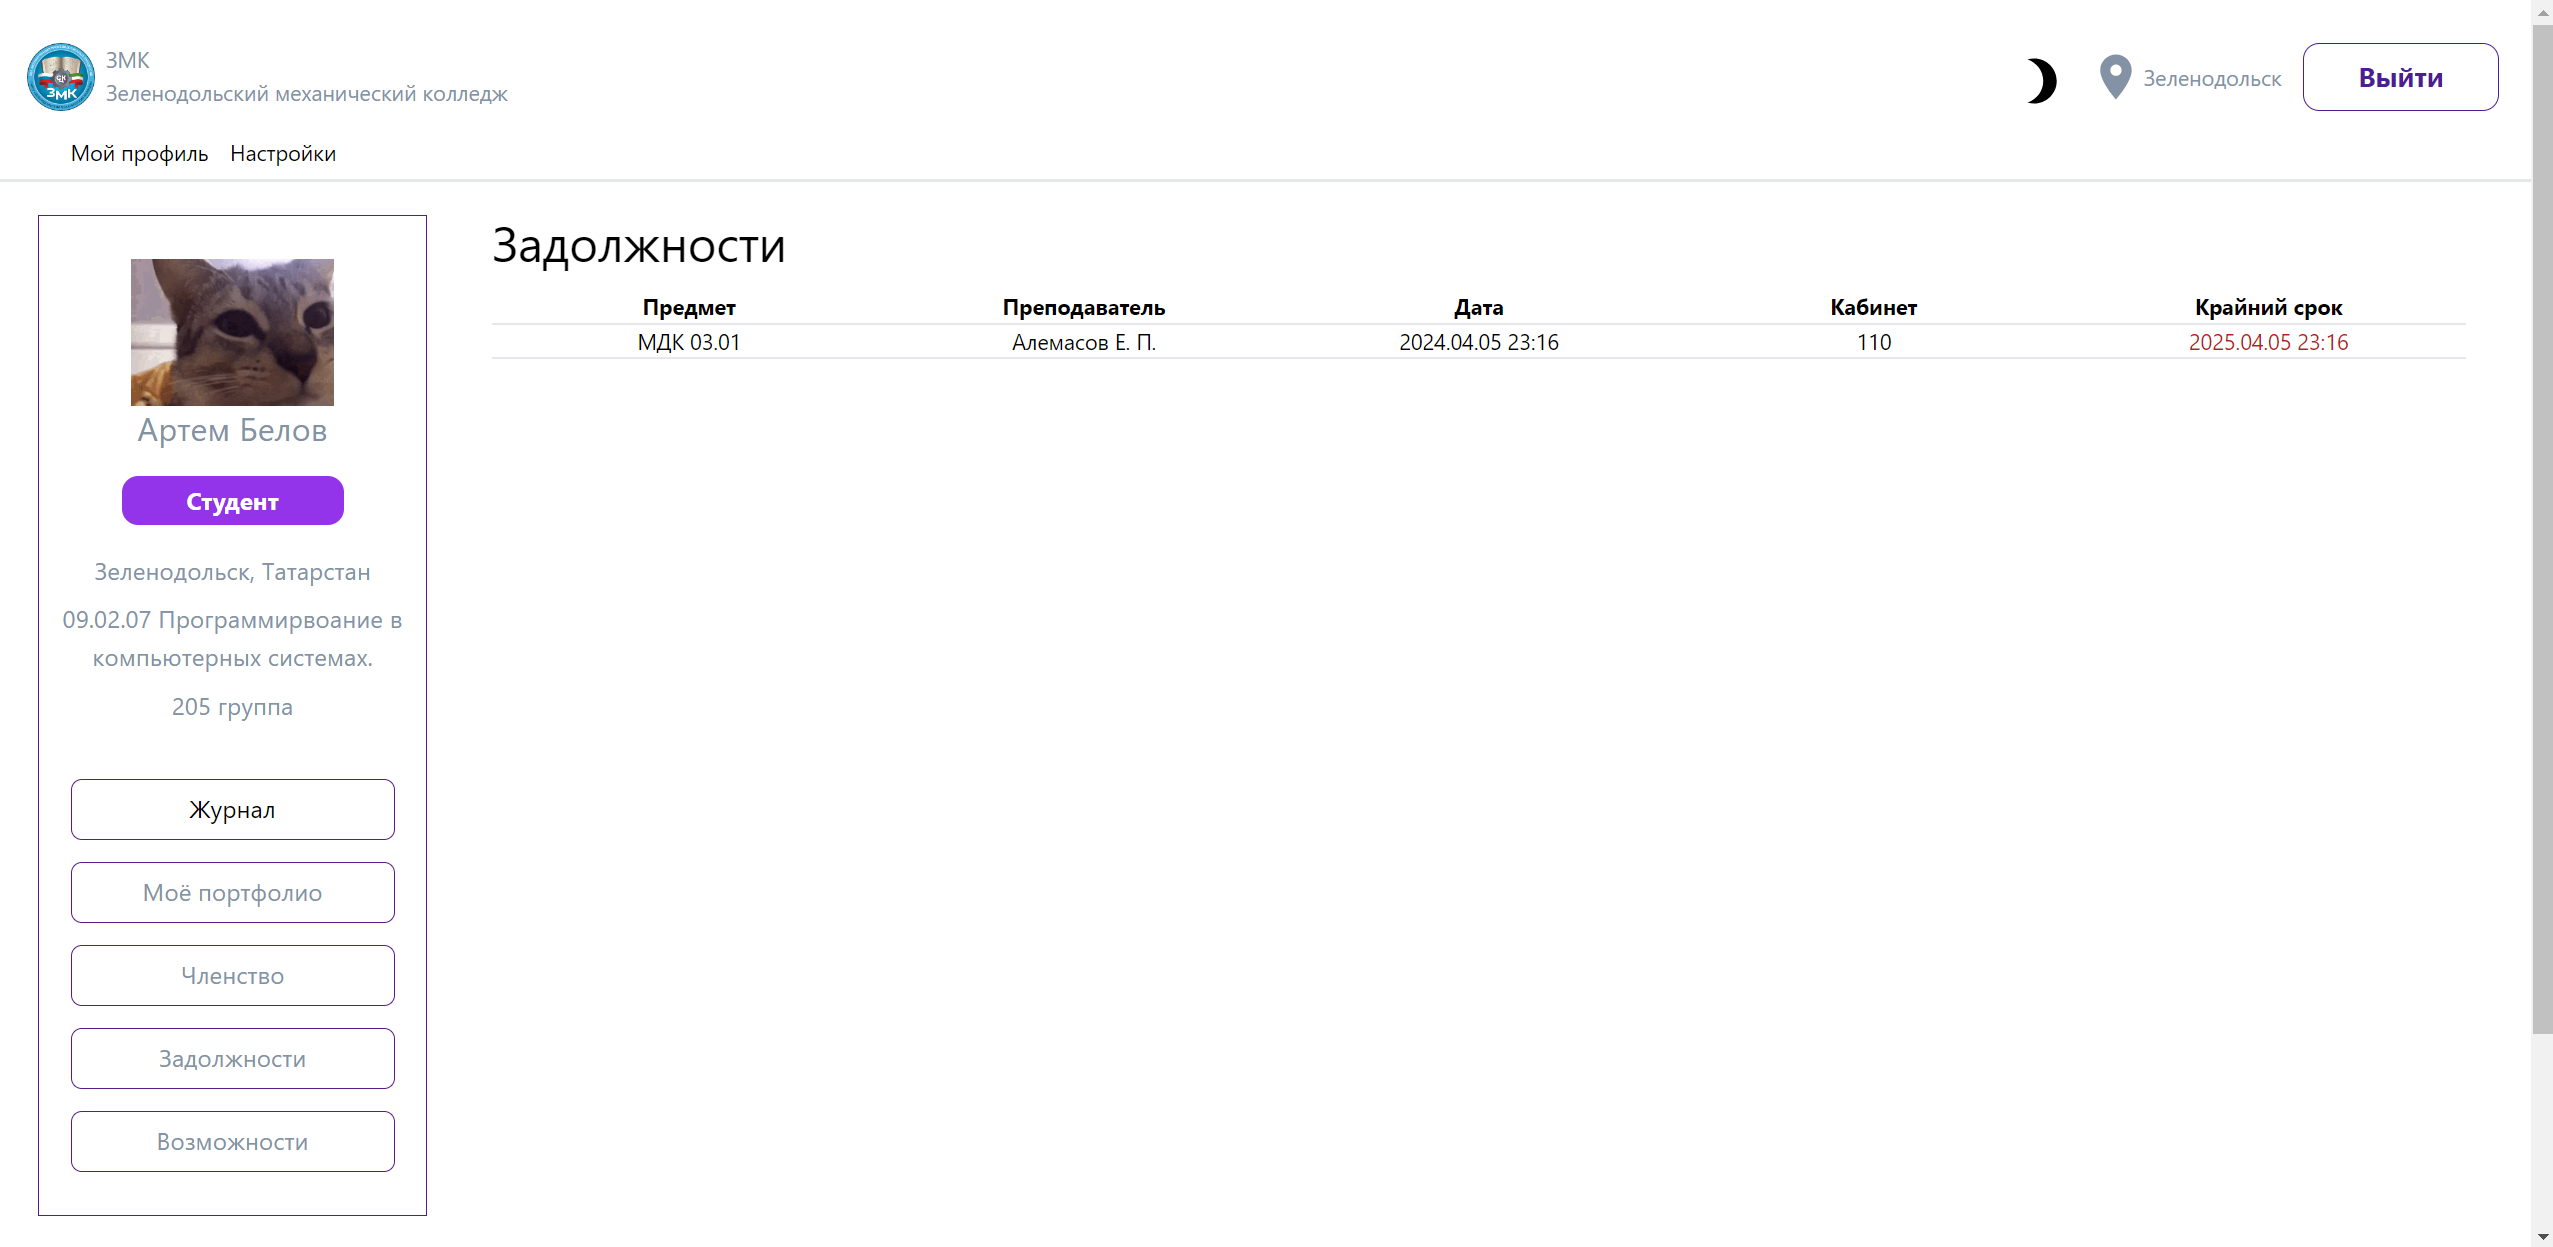 ЗМК
Зеленодольский механический колледж
Зеленодольск
Выйти
Мой профиль Настройки
ЗМК
Артем Белов
Студент
Зеленодольск, Татарстан
09.02.07 Программирвоание в
компьютерных системах.
205 группа
Журнал
Моё портфолио
Членство
Задолжности
Возможности
Задолжности
Предмет Преподаватель Дата Кабинет Крайний срок
МДК 03.01 Алемасов Е. П. 2024.04.05 23:16 110 2025.04.05 23:16